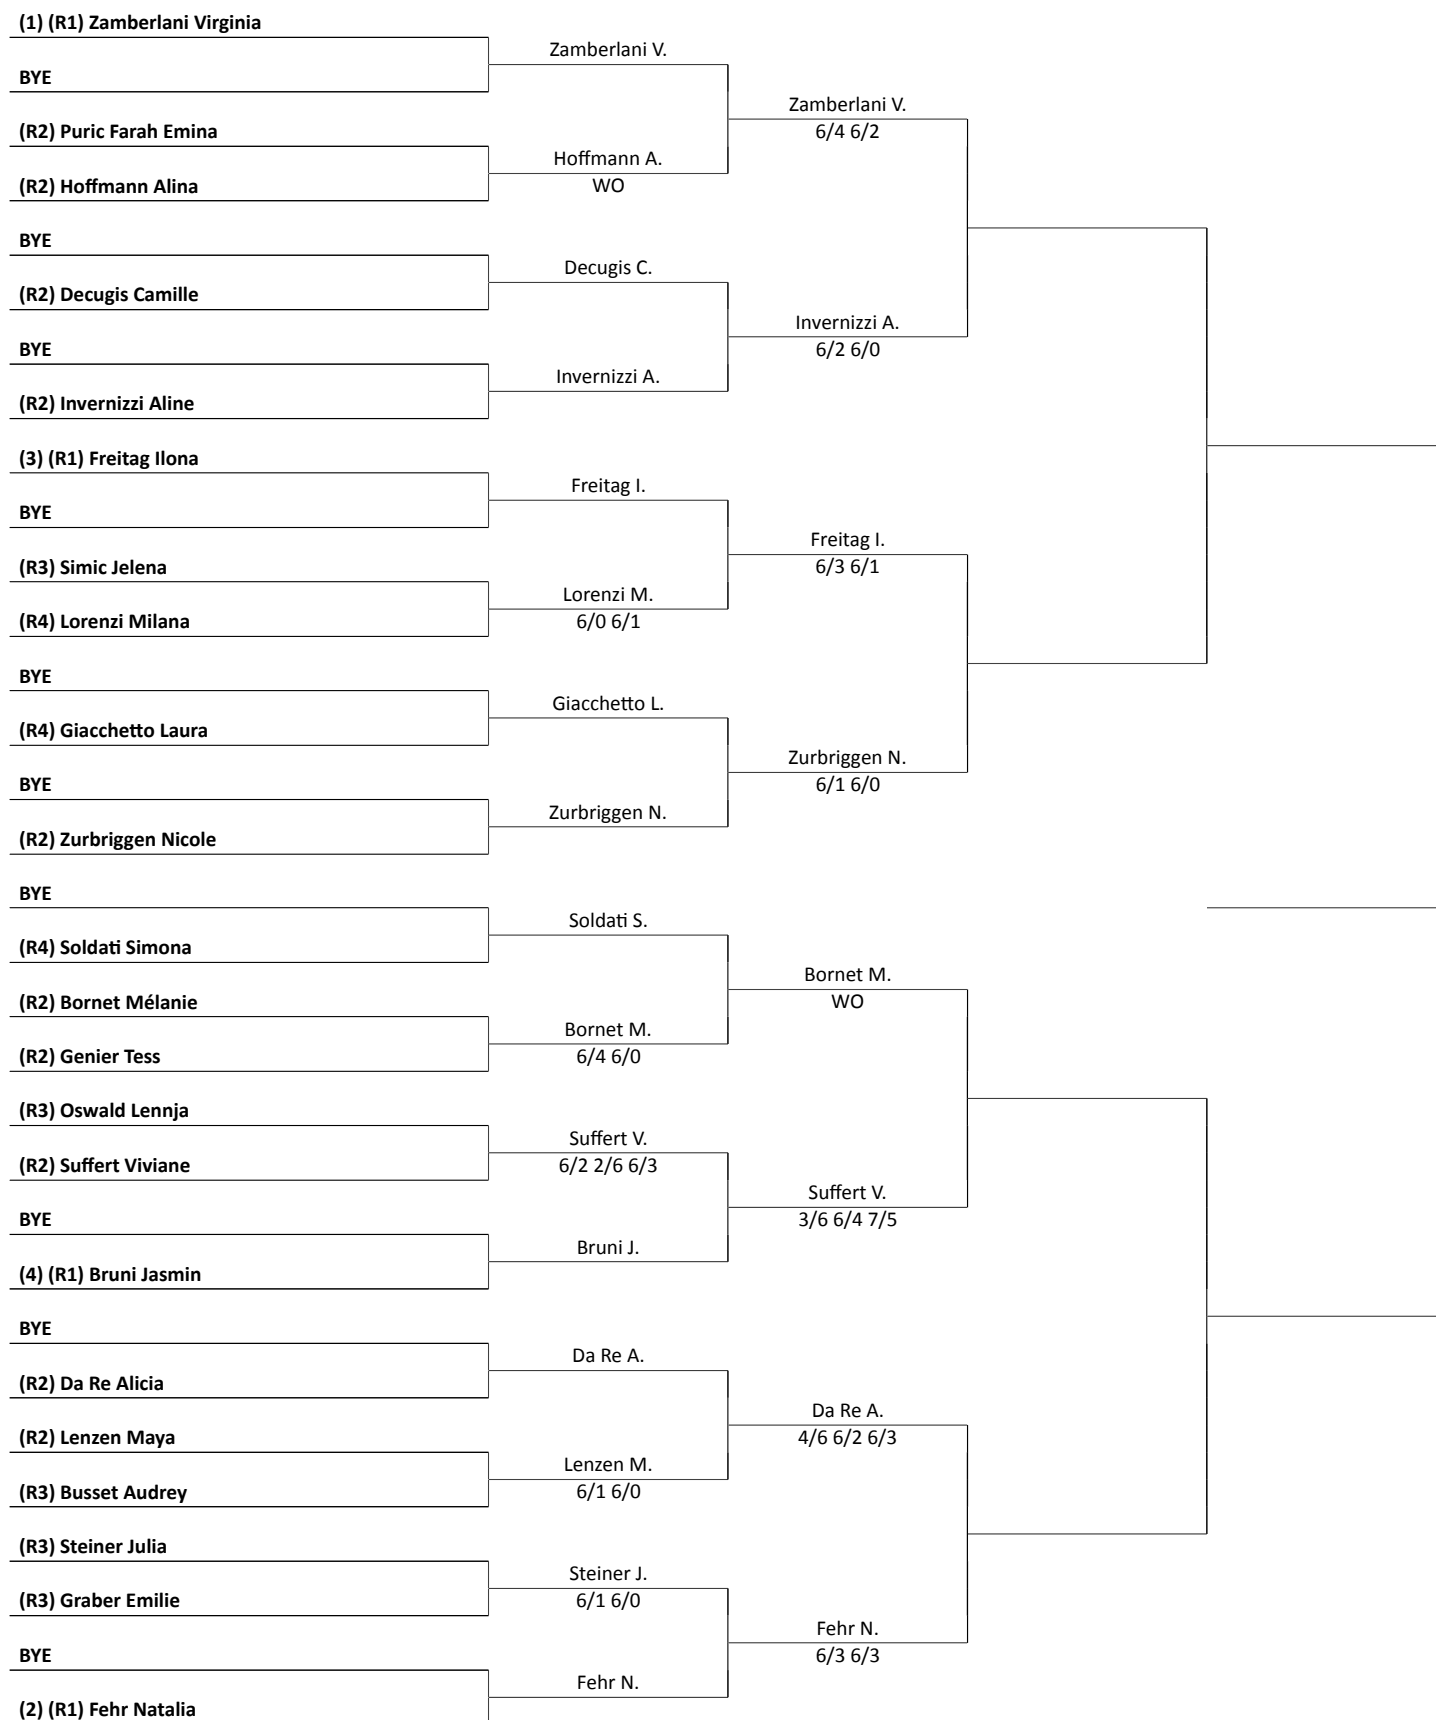 (1) (R1) Zamberlani Virginia
Zamberlani V.
BYE
Zamberlani V.
6/4 6/2
(R2) Puric Farah Emina
Hoffmann A.
WO
(R2) Hoffmann Alina
BYE
Decugis C.
(R2) Decugis Camille
Invernizzi A.
6/2 6/0
BYE
Invernizzi A.
(R2) Invernizzi Aline
(3) (R1) Freitag Ilona
Freitag I.
BYE
Freitag I.
6/3 6/1
(R3) Simic Jelena
Lorenzi M.
6/0 6/1
(R4) Lorenzi Milana
BYE
Giacchetto L.
(R4) Giacchetto Laura
Zurbriggen N.
6/1 6/0
BYE
Zurbriggen N.
(R2) Zurbriggen Nicole
BYE
Soldati S.
(R4) Soldati Simona
Bornet M.
WO
(R2) Bornet Mélanie
Bornet M.
6/4 6/0
(R2) Genier Tess
(R3) Oswald Lennja
Suffert V.
6/2 2/6 6/3
(R2) Suffert Viviane
Suffert V.
3/6 6/4 7/5
BYE
Bruni J.
(4) (R1) Bruni Jasmin
BYE
Da Re A.
(R2) Da Re Alicia
Da Re A.
4/6 6/2 6/3
(R2) Lenzen Maya
Lenzen M.
6/1 6/0
(R3) Busset Audrey
(R3) Steiner Julia
Steiner J.
6/1 6/0
(R3) Graber Emilie
Fehr N.
6/3 6/3
BYE
Fehr N.
(2) (R1) Fehr Natalia